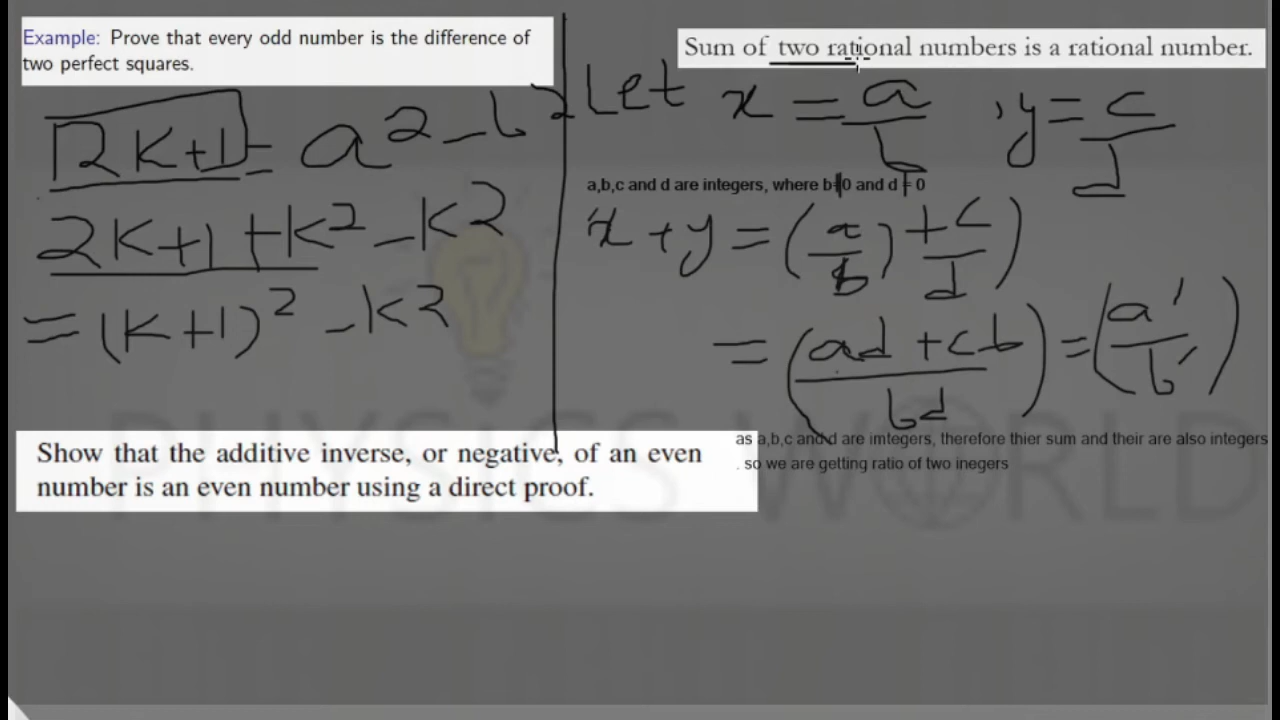 Example: Prove that every odd number is the difference of
two perfect squares.
2K+1 = a² - b²
2K+1 + K² - K²
= (K+1)² - K²
Show that the additive inverse, or negative, of an even
number is an even number using a direct proof.
Sum of two rational numbers is a rational number.
Let x = a/b , y = c/d
a,b,c and d are integers, where b≠0 and d ≠ 0
x + y = (a/b) + c/d)
= (ad + cb / bd) = (a'/b')
as a,b,c and d are imtegers, therefore thier sum and their are also integers
. so we are getting ratio of two inegers
PHYSICS WORLD